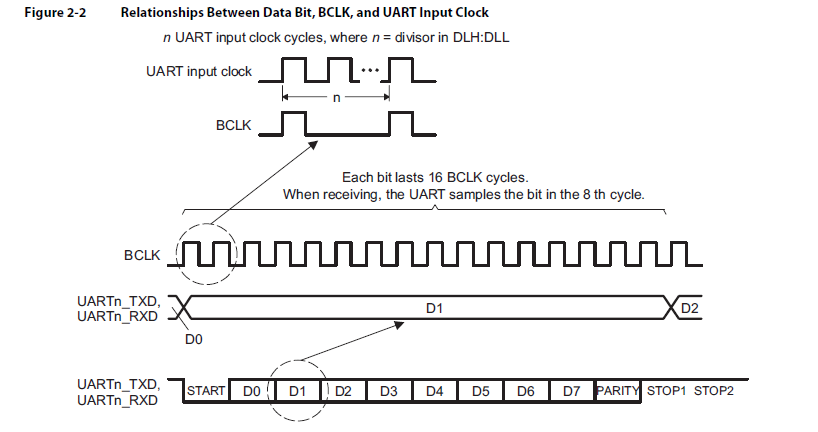 Figure 2-2 Relationships Between Data Bit, BCLK, and UART Input Clock
n UART input clock cycles, where n = divisor in DLH:DLL
UART input clock
n
BCLK
Each bit lasts 16 BCLK cycles.
When receiving, the UART samples the bit in the 8 th cycle.
BCLK
UARTn_TXD,
UARTn_RXD
D1
D2
D0
UARTn_TXD,
UARTn_RXD
START D0 D1 D2 D3 D4 D5 D6 D7 PARITY STOP1 STOP2